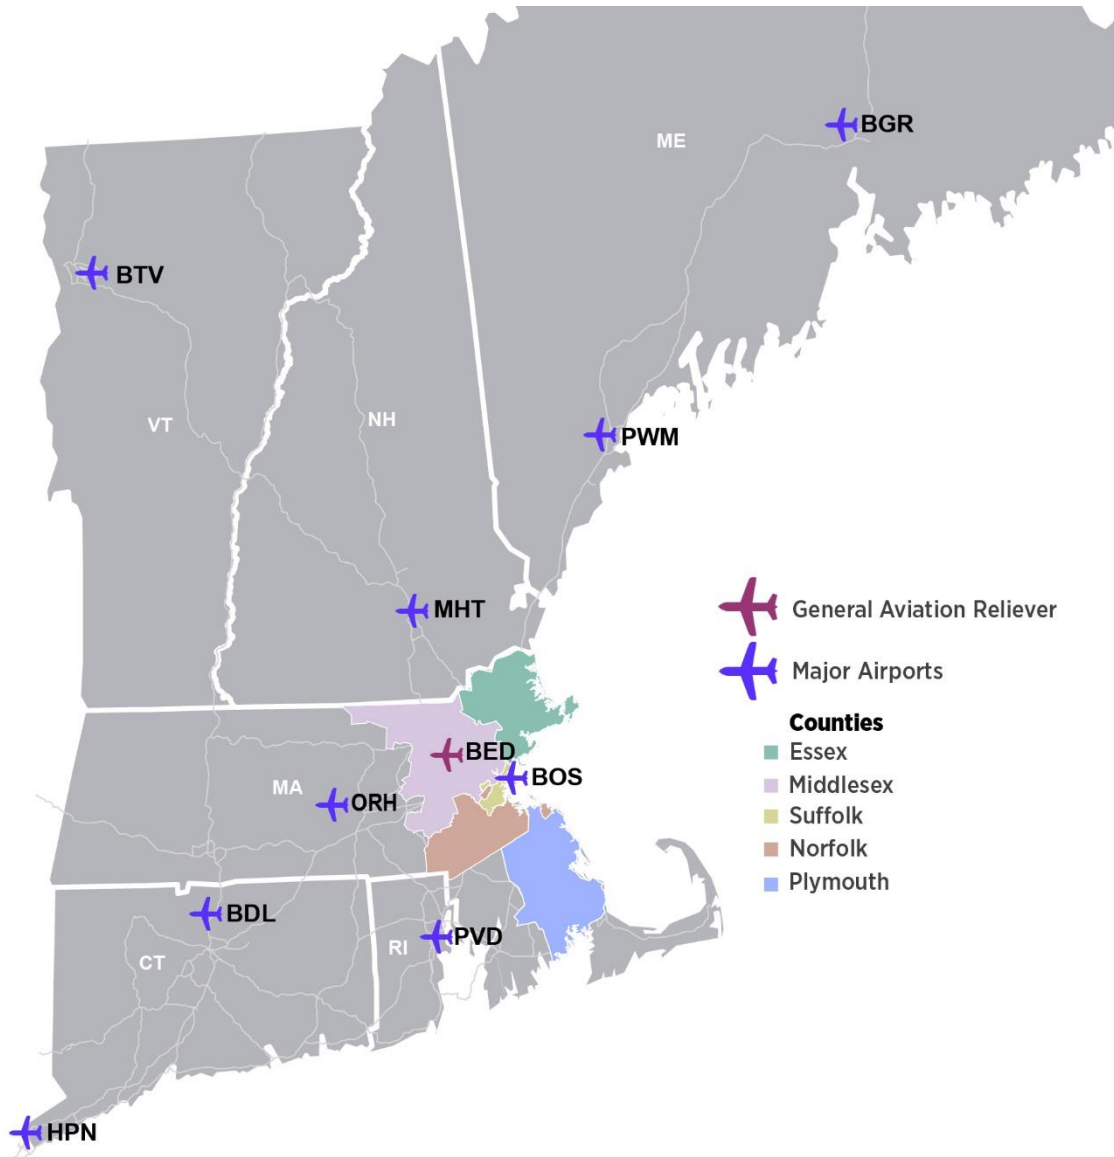 BGR
ME
BTV
VT
NH
PWM
MHT
General Aviation Reliever
Major Airports
Counties
Essex
Middlesex
Suffolk
Norfolk
Plymouth
BED
BOS
MA
ORH
BDL
PVD
RI
CT
HPN